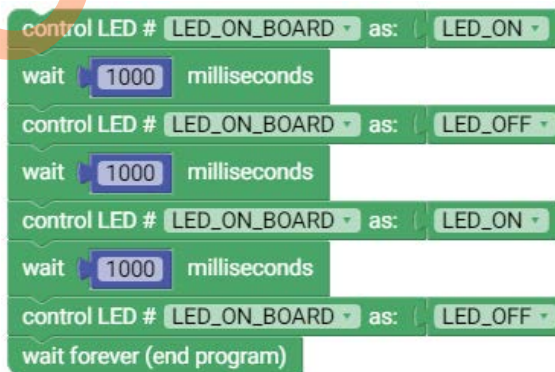 control LED # LED_ON_BOARD as: LED_ON
wait 1000 milliseconds
control LED # LED_ON_BOARD as: LED_OFF
wait 1000 milliseconds
control LED # LED_ON_BOARD as: LED_ON
wait 1000 milliseconds
control LED # LED_ON_BOARD as: LED_OFF
wait forever (end program)